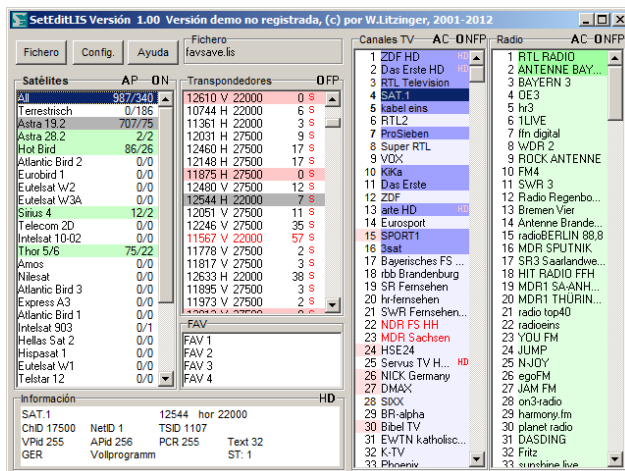 SetEditLIS Versión 1.00 Versión demo no registrada, (c) por W.Litzinger, 2001-2012
Fichero Config. Ayuda
Fichero
favsave.lis
Satélites AP ON
All 987/340
Terrestrisch 0/186
Astra 19.2 707/75
Astra 28.2 2/2
Hot Bird 86/26
Atlantic Bird 2 0/0
Eurobird 1 0/0
Eutelsat W2 0/0
Eutelsat W3A 0/0
Sirius 4 12/2
Telecom 2D 0/0
Intelsat 10-02 0/0
Thor 5/6 75/22
Amos 0/0
Nilesat 0/0
Atlantic Bird 3 0/0
Express A3 0/0
Atlantic Bird 1 0/0
Intelsat 903 0/1
Hellas Sat 2 0/0
Hispasat 1 0/0
Eutelsat W1 0/0
Telstar 12 0/0
Transpondedores OFP
12610 V 22000 0 S
10744 H 22000 6 S
11361 H 22000 3 S
12031 H 27500 9 S
12460 H 27500 17 S
12148 H 27500 17 S
11875 H 27500 0 S
12480 V 27500 12 S
12544 H 22000 7 S
12051 V 27500 11 S
12246 V 27500 35 S
11567 V 22000 57 S
11778 V 27500 2 S
11817 V 27500 3 S
12633 H 22000 38 S
11895 V 27500 3 S
11973 V 27500 2 S
FAV
FAV 1
FAV 2
FAV 3
FAV 4
Información HD
SAT.1 12544 hor 22000
ChID 17500 NetID 1 TSID 1107
VPid 255 APid 256 PCR 255 Text 32
GER Vollprogramm ST: 1
Canales TV AC ONFP
1 ZDF HD HD
2 Das Erste HD HD
3 RTL Television
4 SAT.1
5 kabel eins
6 RTL2
7 ProSieben
8 Super RTL
9 VOX
10 KiKa
11 Das Erste
12 ZDF
13 arte HD HD
14 Eurosport
15 SPORT1
16 3sat
17 Bayerisches FS ...
18 rbb Brandenburg
19 SR Fernsehen
20 hr-fernsehen
21 SWR Fernsehen...
22 NDR FS HH
23 MDR Sachsen
24 HSE24
25 Servus TV H... HD
26 NICK Germany
27 DMAX
28 SIXX
29 BR-alpha
30 Bibel TV
31 EWTN katholisc...
32 K-TV
33 Phoenix
Radio AC ONFP
1 RTL RADIO
2 ANTENNE BAY...
3 BAYERN 3
4 OE3
5 hr3
6 1LIVE
7 ffn digital
8 WDR 2
9 ROCK ANTENNE
10 FM4
11 SWR 3
12 Radio Regenbo...
13 Bremen Vier
14 Antenne Brande...
15 radioBERLIN 88,8
16 MDR SPUTNIK
17 SR3 Saarlandwe...
18 HIT RADIO FFH
19 MDR1 SA-ANH...
20 MDR1 THÜRIN...
21 radio top40
22 radioeins
23 YOU FM
24 JUMP
25 N-JOY
26 egoFM
27 JAM FM
28 on3-radio
29 harmony.fm
30 planet radio
31 DASDING
32 Fritz
33 sunshine live